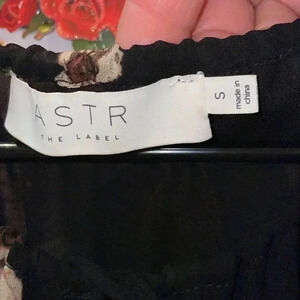 ASTR
THE LABEL
S
made in
china